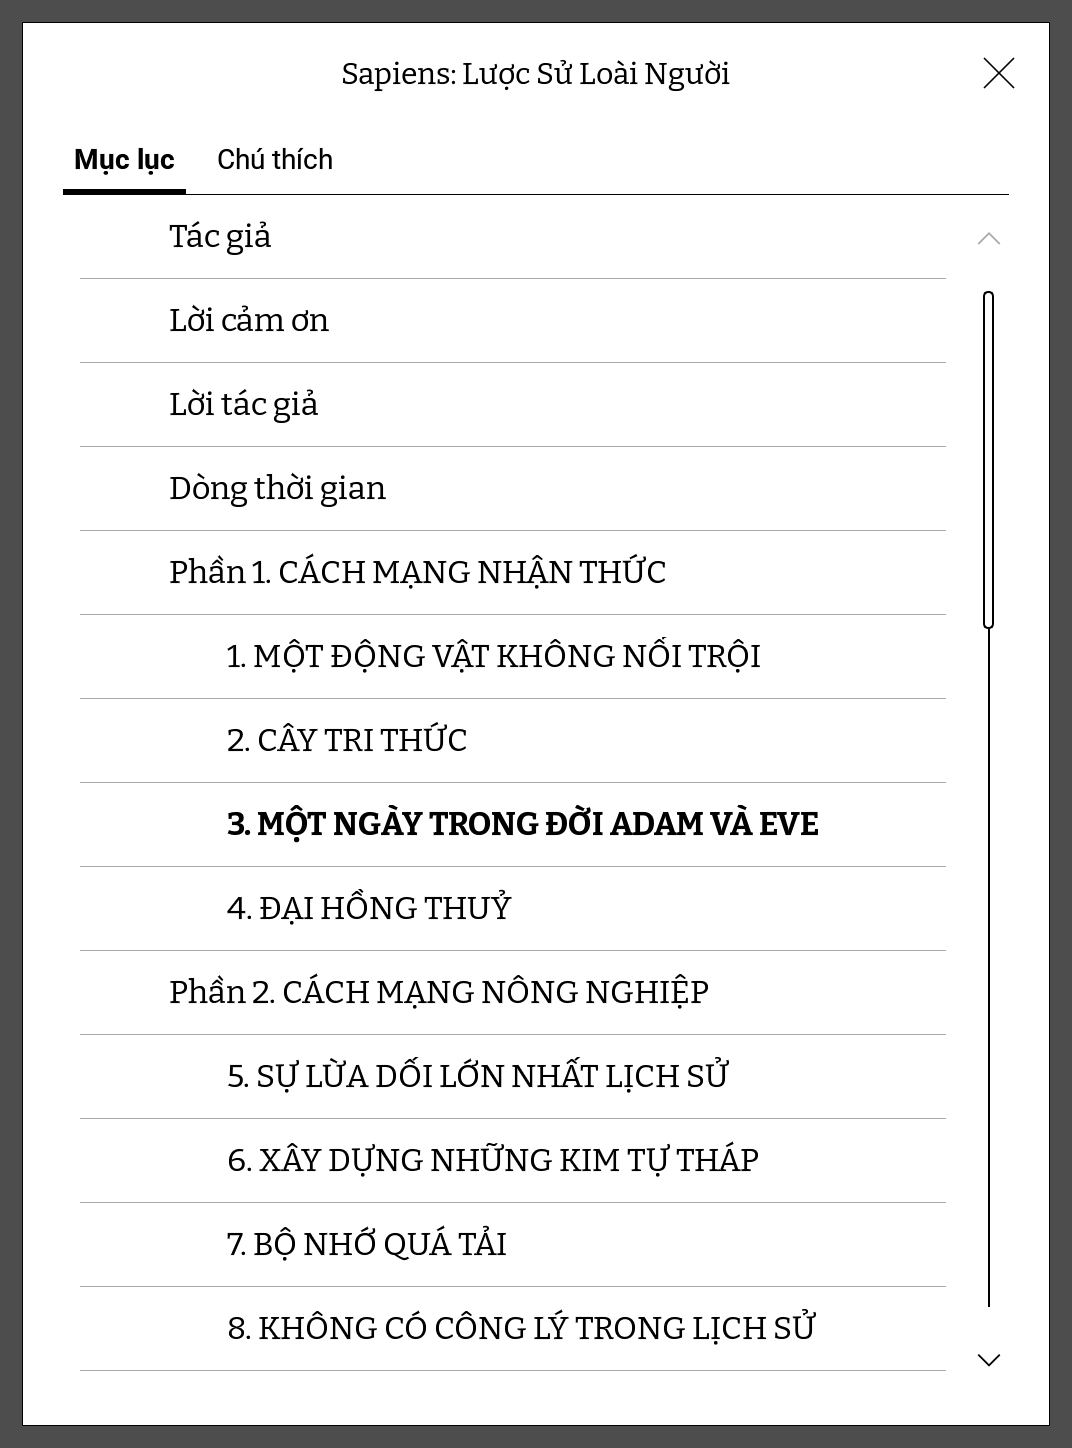 Sapiens: Lược Sử Loài Người
Mục lục
Chú thích
Tác giả
Lời cảm ơn
Lời tác giả
Dòng thời gian
Phần 1. CÁCH MẠNG NHẬN THỨC
1. MỘT ĐỘNG VẬT KHÔNG NỔI TRỘI
2. CÂY TRI THỨC
3. MỘT NGÀY TRONG ĐỜI ADAM VÀ EVE
4. ĐẠI HỒNG THUỶ
Phần 2. CÁCH MẠNG NÔNG NGHIỆP
5. SỰ LỪA DỐI LỚN NHẤT LỊCH SỬ
6. XÂY DỰNG NHỮNG KIM TỰ THÁP
7. BỘ NHỚ QUÁ TẢI
8. KHÔNG CÓ CÔNG LÝ TRONG LỊCH SỬ